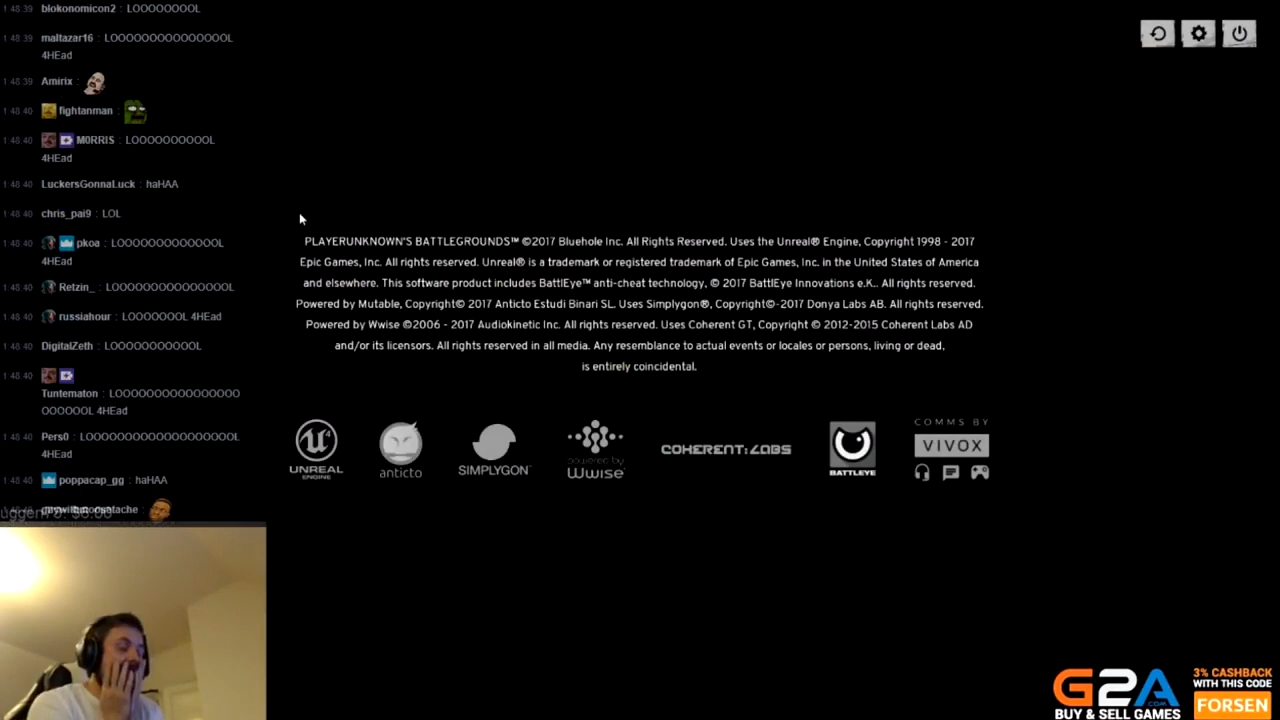 1:48:39 blokonomicon2 : LOOOOOOOOL
1:48:39 maltazar16 : LOOOOOOOOOOOOOOOL
4HEad
1:48:39 Amirix :
1:48:40 fightanman :
1:48:40 M0RRIS : LOOOOOOOOOOL
4HEad
1:48:40 LuckersGonnaLuck : haHAA
1:48:40 chris_pai9 : LOL
1:48:40 pkoa : LOOOOOOOOOOOOOL
4HEad
1:48:40 Retzin_ : LOOOOOOOOOOOOOOOL
1:48:40 russiahour : LOOOOOOOL 4HEad
1:48:40 DigitalZeth : LOOOOOOOOOOOL
1:48:40
Tuntematon : LOOOOOOOOOOOOOOOO
OOOOOOOL 4HEad
1:48:40 Pers0 : LOOOOOOOOOOOOOOOOOOOL
4HEad
1:48:40 poppacap_gg : haHAA
PLAYERUNKNOWN'S BATTLEGROUNDS™ ©2017 Bluehole Inc. All Rights Reserved. Uses the Unreal® Engine, Copyright 1998 - 2017
Epic Games, Inc. All rights reserved. Unreal® is a trademark or registered trademark of Epic Games, Inc. in the United States of America
and elsewhere. This software product includes BattlEye™ anti-cheat technology, © 2017 BattlEye Innovations e.K.. All rights reserved.
Powered by Mutable, Copyright© 2017 Anticto Estudi Binari SL. Uses Simplygon®, Copyright©-2017 Donya Labs AB. All rights reserved.
Powered by Wwise ©2006 - 2017 Audiokinetic Inc. All rights reserved. Uses Coherent GT, Copyright © 2012-2015 Coherent Labs AD
and/or its licensors. All rights reserved in all media. Any resemblance to actual events or locales or persons, living or dead,
is entirely coincidental.
UNREAL
ENGINE
anticto
SIMPLYGON
powered by
Wwise
COHERENT:LABS
BATTLEYE
COMMS BY
VIVOX
G2A
.COM
BUY & SELL GAMES
3% CASHBACK
WITH THIS CODE
FORSEN